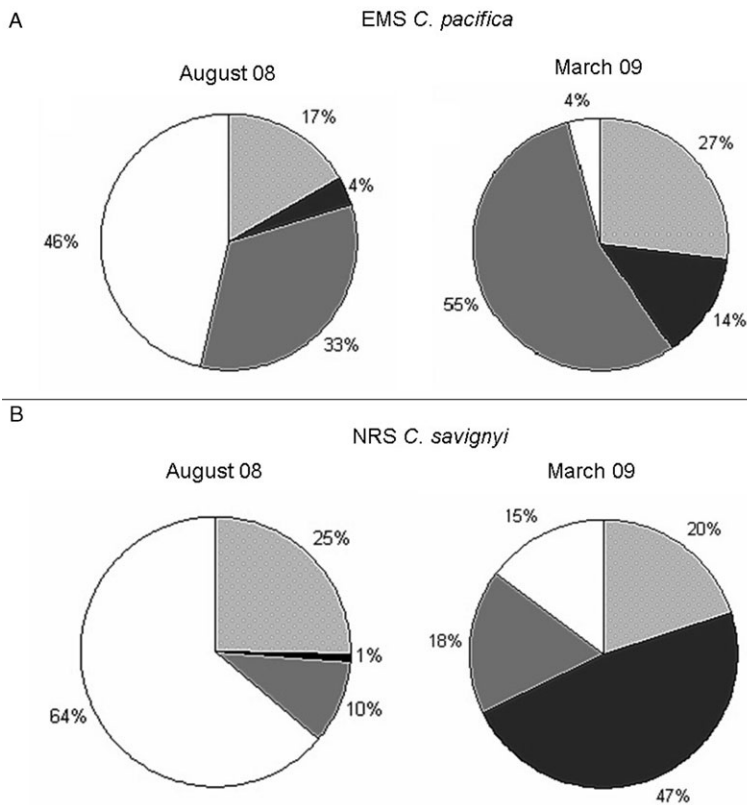 A
EMS C. pacifica
August 08
March 09
17%
4%
33%
46%
4%
27%
14%
55%
B
NRS C. savignyi
August 08
March 09
25%
1%
10%
64%
15%
20%
47%
18%